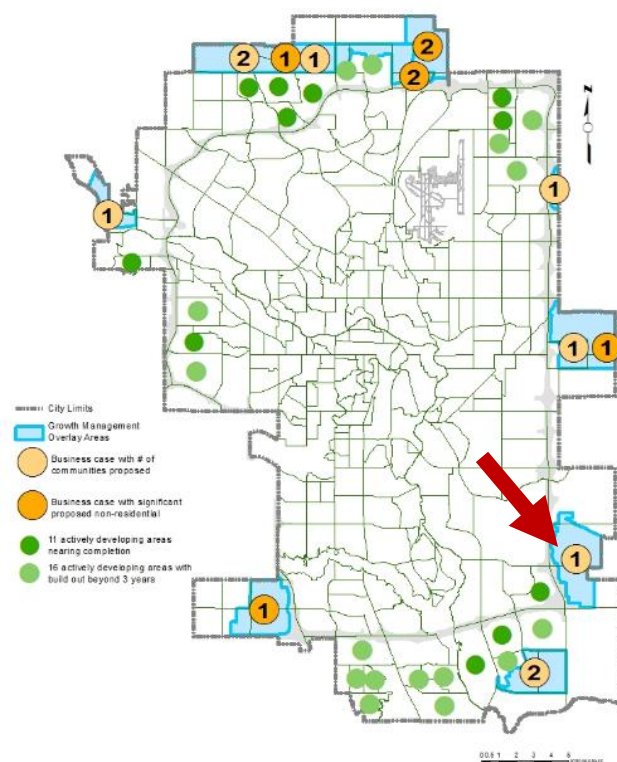 2
1
1
2
2
N
1
1
1
1
City Limits
Growth Management
Overlay Areas
Business case with # of
communities proposed
Business case with significant
proposed non-residential
11 actively developing areas
nearing completion
16 actively developing areas with
build out beyond 3 years
1
1
2